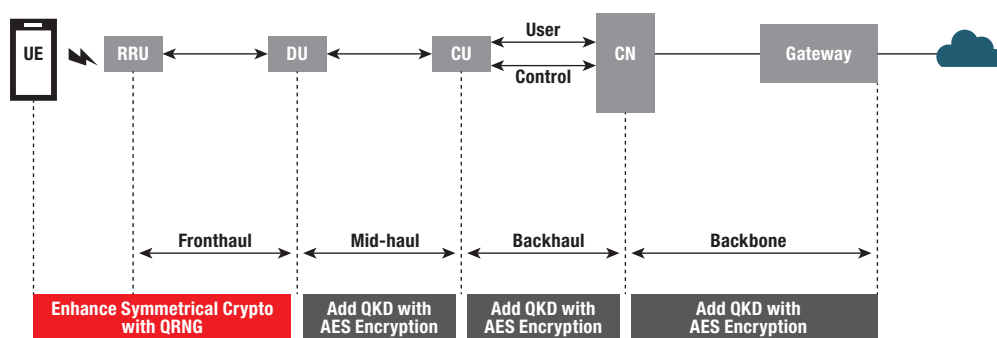 UE
RRU
DU
CU
User
Control
CN
Gateway
Fronthaul
Mid-haul
Backhaul
Backbone
Enhance Symmetrical Crypto
with QRNG
Add QKD with
AES Encryption
Add QKD with
AES Encryption
Add QKD with
AES Encryption